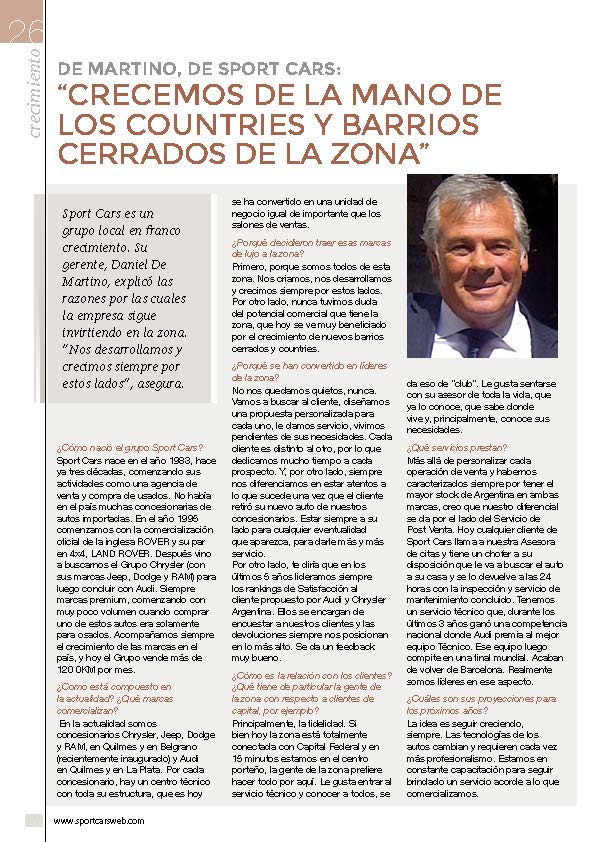 26
crecimiento
DE MARTINO, DE SPORT CARS:
“CRECEMOS DE LA MANO DE
LOS COUNTRIES Y BARRIOS
CERRADOS DE LA ZONA”
Sport Cars es un
grupo local en franco
crecimiento. Su
gerente, Daniel De
Martino, explicó las
razones por las cuales
la empresa sigue
invirtiendo en la zona.
“Nos desarrollamos y
crecimos siempre por
estos lados”, asegura.
¿Cómo nació el grupo Sport Cars?
Sport Cars nace en el año 1983, hace
ya tres décadas, comenzando sus
actividades como una agencia de
venta y compra de usados. No había
en el país muchas concesionarias de
autos importadas. En el año 1996
comenzamos con la comercialización
oficial de la inglesa ROVER y su par
en 4x4, LAND ROVER. Después vino
a buscarnos el Grupo Chrysler (con
sus marcas Jeep, Dodge y RAM) para
luego concluir con Audi. Siempre
marcas premium, comenzando con
muy poco volumen cuando comprar
uno de estos autos era solamente
para osados. Acompañamos siempre
el crecimiento de las marcas en el
país, y hoy el Grupo vende más de
120 0KM por mes.
¿Como está compuesto en
la actualidad? ¿Qué marcas
comercializan?
En la actualidad somos
concesionarios Chrysler, Jeep, Dodge
y RAM, en Quilmes y en Belgrano
(recientemente inaugurado) y Audi
en Quilmes y en La Plata. Por cada
concesionario, hay un centro técnico
con toda su estructura, que es hoy
se ha convertido en una unidad de
negocio igual de importante que los
salones de ventas.
¿Porqué decidieron traer esas marcas
de lujo a la zona?
Primero, porque somos todos de esta
zona. Nos criamos, nos desarrollamos
y crecimos siempre por estos lados.
Por otro lado, nunca tuvimos duda
del potencial comercial que tiene la
zona, que hoy se ve muy beneficiado
por el crecimiento de nuevos barrios
cerrados y countries.
¿Porqué se han convertido en líderes
de la zona?
No nos quedamos quietos, nunca.
Vamos a buscar al cliente, diseñamos
una propuesta personalizada para
cada uno, le damos servicio, vivimos
pendientes de sus necesidades. Cada
cliente es distinto al otro, por lo que
dedicamos mucho tiempo a cada
prospecto. Y, por otro lado, siempre
nos diferenciamos en estar atentos a
lo que sucede una vez que el cliente
retiró su nuevo auto de nuestros
concesionarios. Estar siempre a su
lado para cualquier eventualidad
que aparezca, para darle más y más
servicio.
Por otro lado, te diría que en los
últimos 5 años lideramos siempre
los rankings de Satisfacción al
cliente propuesto por Audi y Chrysler
Argentina. Ellos se encargan de
encuestar a nuestros clientes y las
devoluciones siempre nos posicionan
en lo más alto. Se da un feedback
muy bueno.
¿Cómo es la relación con los clientes?
¿Qué tiene de particular la gente de
la zona con respecto a clientes de
capital, por ejemplo?
Principalmente, la fidelidad. Si
bien hoy la zona está totalmente
conectada con Capital Federal y en
15 minutos estamos en el centro
porteño, la gente de la zona prefiere
hacer todo por aquí. Le gusta entrar al
servicio técnico y conocer a todos, se
da eso de “club”. Le gusta sentarse
con su asesor de toda la vida, que
ya lo conoce, que sabe donde
vive y, principalmente, conoce sus
necesidades.
¿Qué servicios prestan?
Más allá de personalizar cada
operación de venta y habernos
caracterizados siempre por tener el
mayor stock de Argentina en ambas
marcas, creo que nuestro diferencial
se da por el lado del Servicio de
Post Venta. Hoy cualquier cliente de
Sport Cars llama a nuestra Asesora
de citas y tiene un chofer a su
disposición que le va a buscar el auto
a su casa y se lo devuelve a las 24
horas con la inspección y servicio de
mantenimiento concluido. Tenemos
un servicio técnico que, durante los
últimos 3 años ganó una competencia
nacional donde Audi premia al mejor
equipo Técnico. Ese equipo luego
compite en una final mundial. Acaban
de volver de Barcelona. Realmente
somos líderes en ese aspecto.
¿Cuáles son sus proyecciones para
los próximos años?
La idea es seguir creciendo,
siempre. Las tecnologías de los
autos cambian y requieren cada vez
más profesionalismo. Estamos en
constante capacitación para seguir
brindado un servicio acorde a lo que
comercializamos.
www.sportcarsweb.com